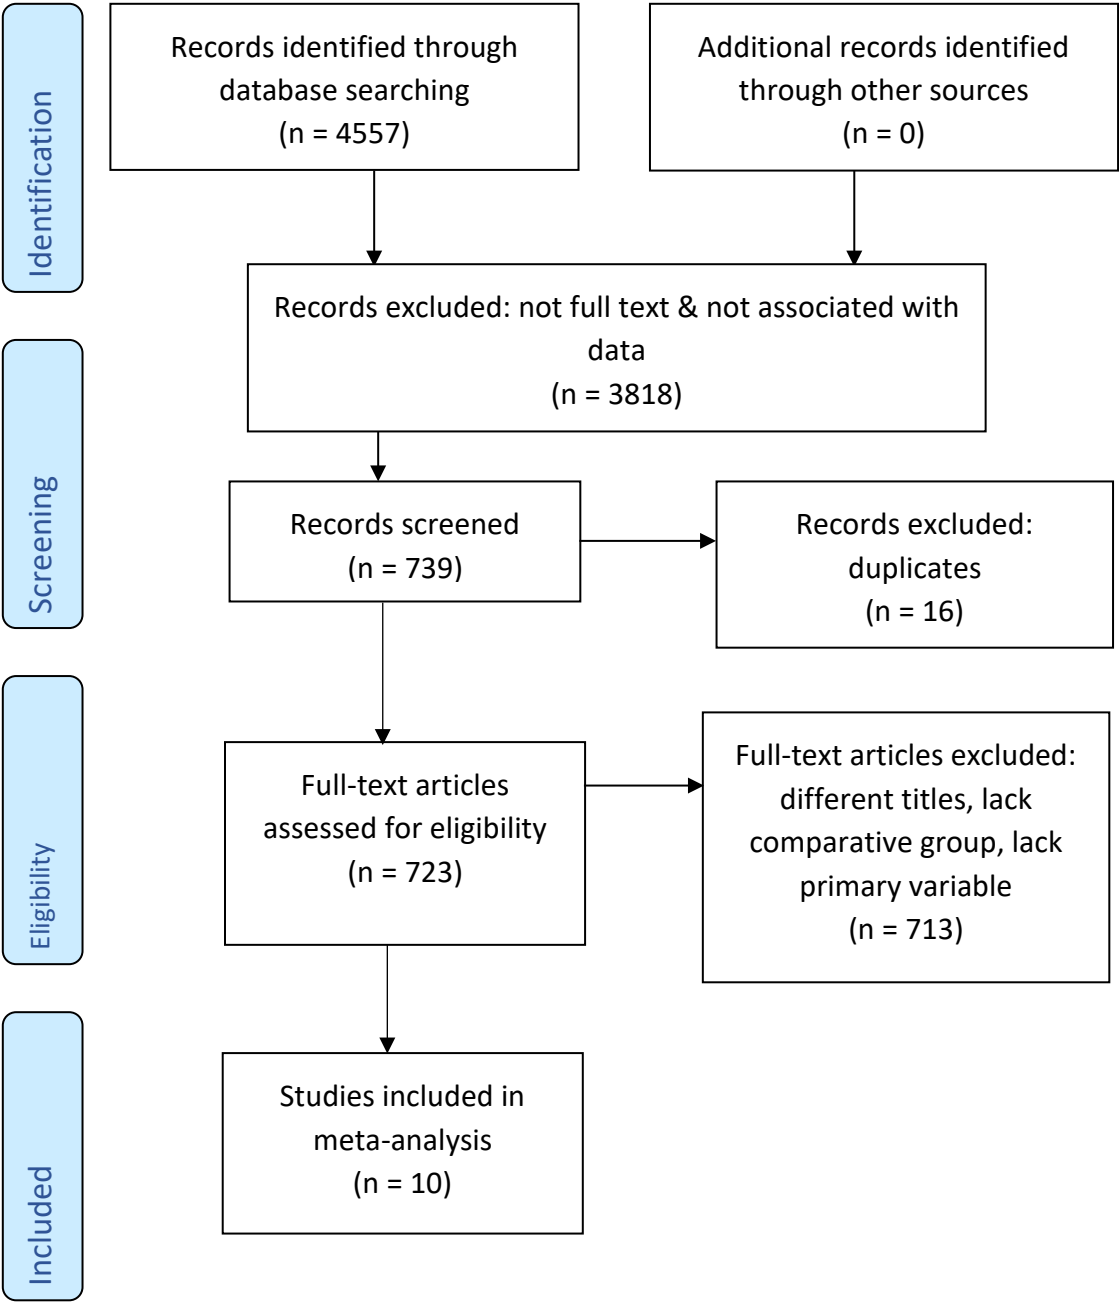 Identification
Records identified through
database searching
(n = 4557)
Additional records identified
through other sources
(n = 0)
Records excluded: not full text & not associated with
data
(n = 3818)
Screening
Records screened
(n = 739)
Records excluded:
duplicates
(n = 16)
Eligibility
Full-text articles
assessed for eligibility
(n = 723)
Full-text articles excluded:
different titles, lack
comparative group, lack
primary variable
(n = 713)
Included
Studies included in
meta-analysis
(n = 10)